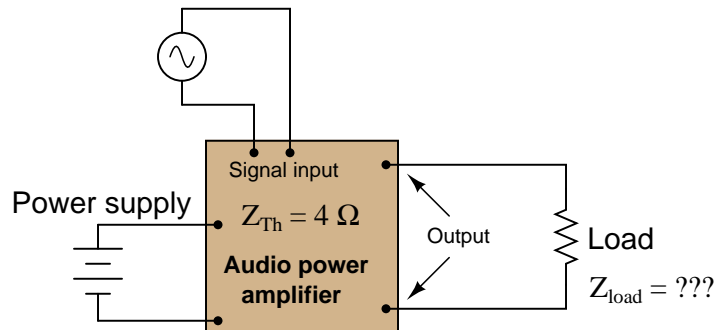 Signal input
Power supply
Z_Th = 4 Ω
Output
Load
Audio power
amplifier
Z_load = ???